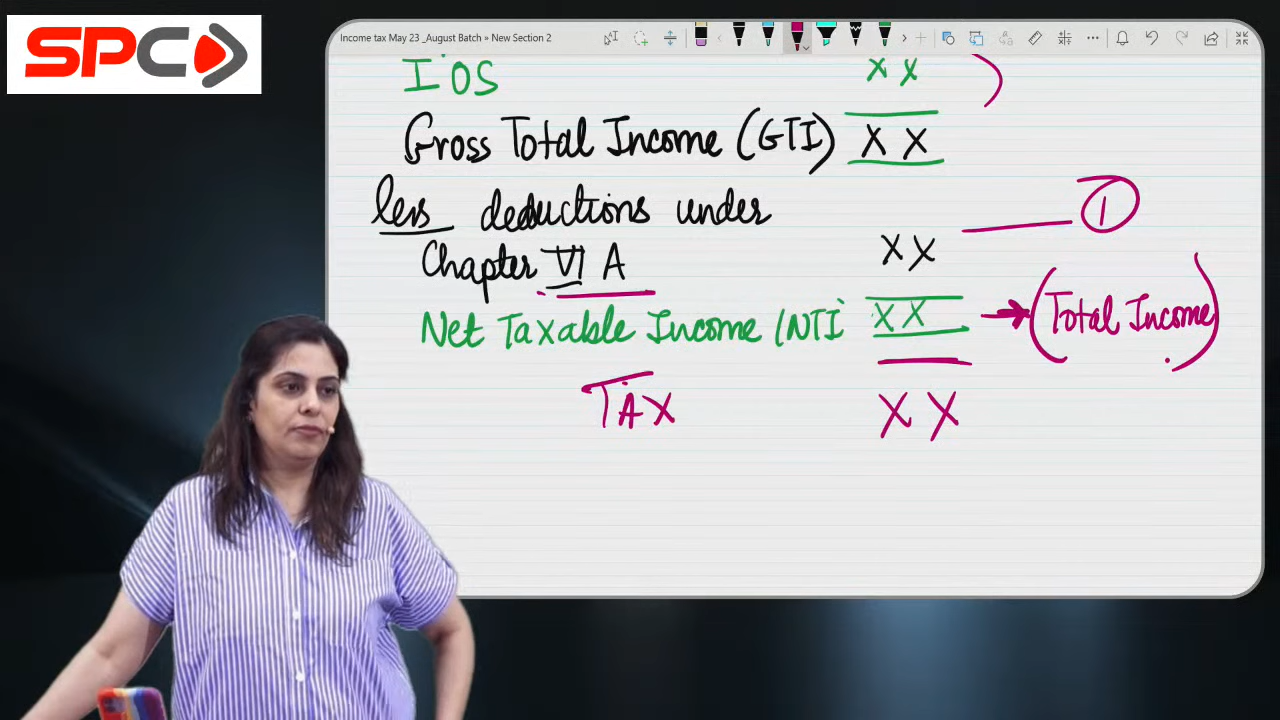 SPC
Income tax May 23 _August Batch » New Section 2
IOS XX
Gross Total Income (GTI) XX
less deductions under
Chapter VI A XX 1
Net Taxable Income (NTI XX → (Total Income)
TAX XX